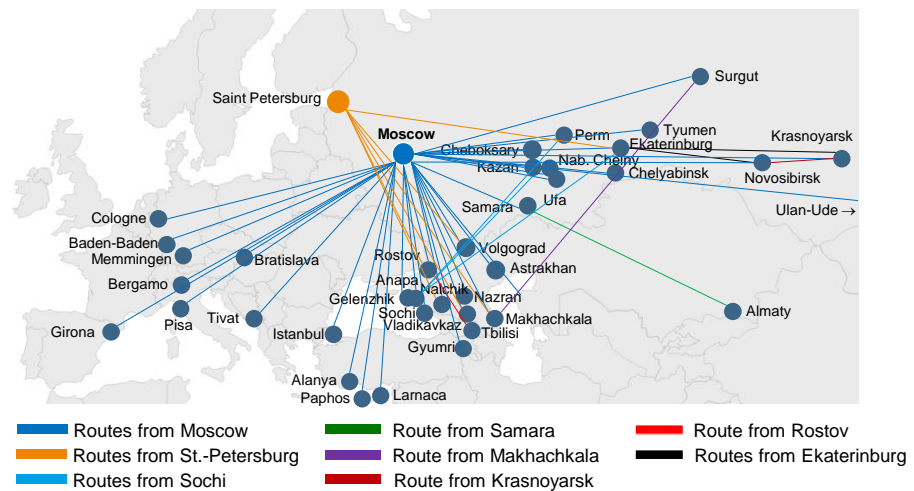 Surgut
Saint Petersburg
Moscow
Perm
Tyumen
Krasnoyarsk
Cheboksary
Ekaterinburg
Kazan
Nab. Chelny
Chelyabinsk
Novosibirsk
Ufa
Samara
Ulan-Ude →
Cologne
Baden-Baden
Memmingen
Bratislava
Volgograd
Rostov
Astrakhan
Bergamo
Anapa
Nalchik
Nazran
Gelenzhik
Sochi
Makhachkala
Almaty
Girona
Pisa
Tivat
Istanbul
Vladikavkaz
Tbilisi
Gyumri
Alanya
Paphos
Larnaca
Routes from Moscow
Route from Samara
Route from Rostov
Routes from St.-Petersburg
Route from Makhachkala
Routes from Ekaterinburg
Routes from Sochi
Route from Krasnoyarsk